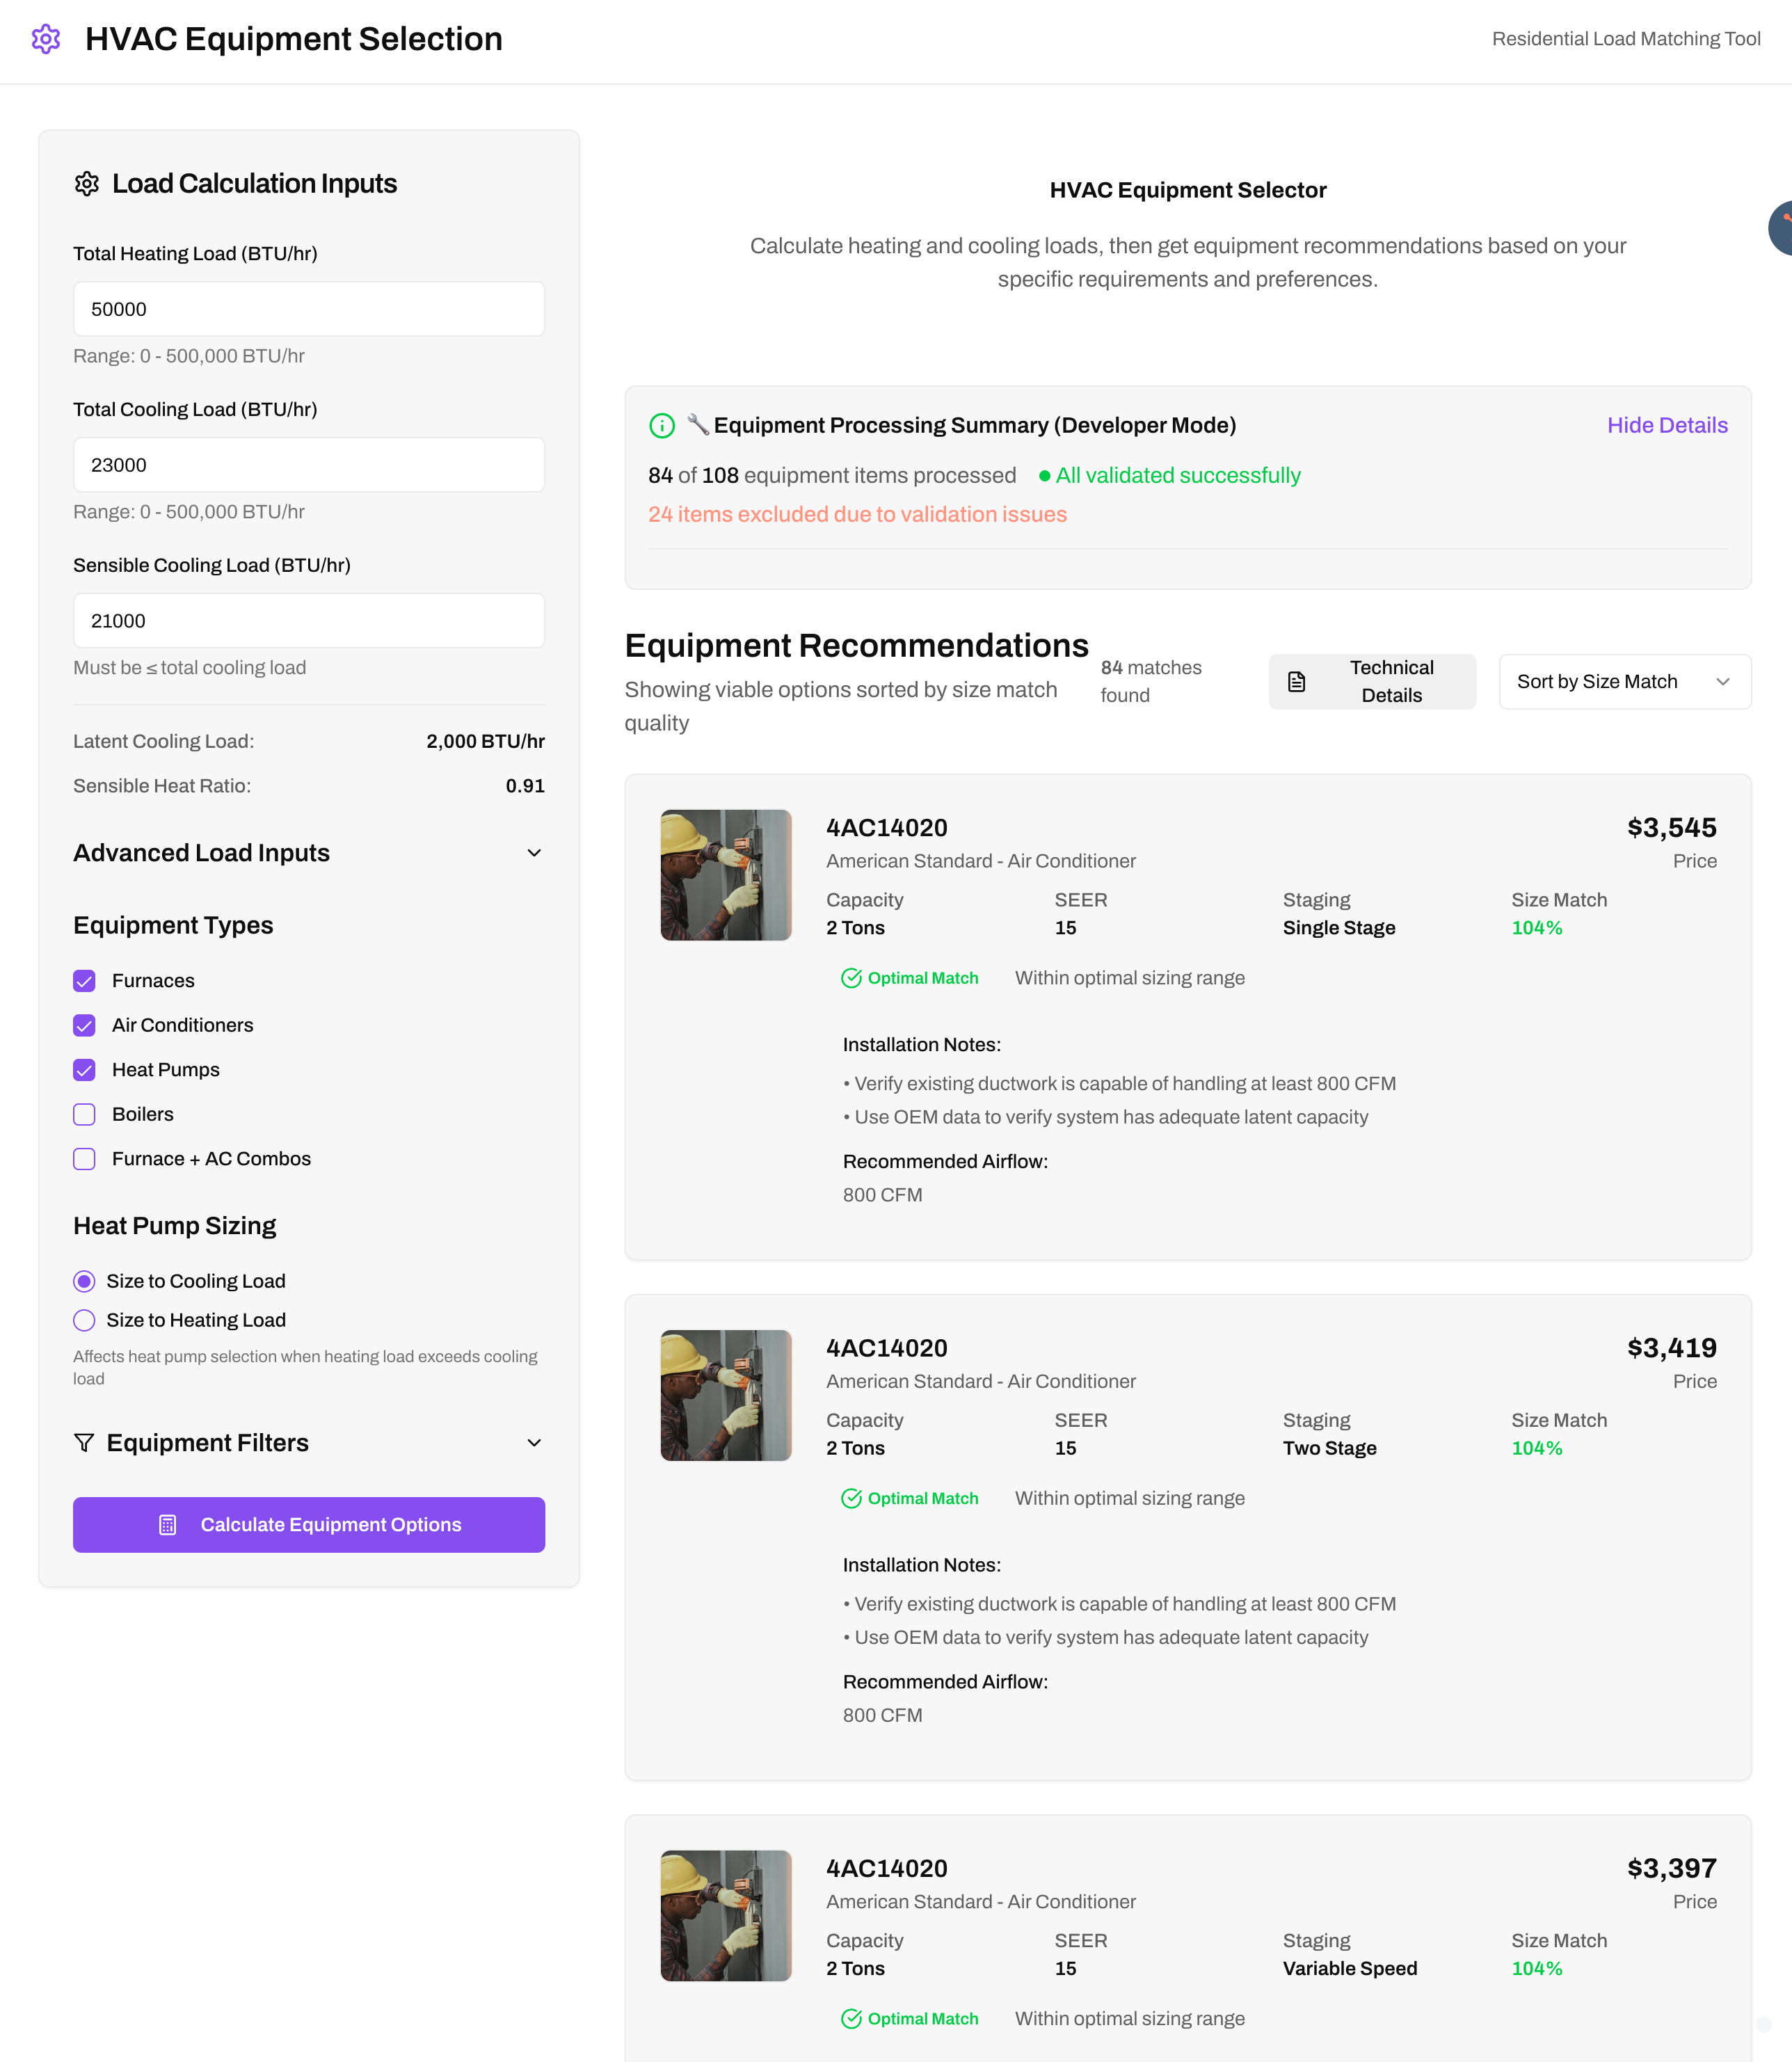 HVAC Equipment Selection
Residential Load Matching Tool
Load Calculation Inputs
Total Heating Load (BTU/hr)
50000
Range: 0 - 500,000 BTU/hr
Total Cooling Load (BTU/hr)
23000
Range: 0 - 500,000 BTU/hr
Sensible Cooling Load (BTU/hr)
21000
Must be ≤ total cooling load
Latent Cooling Load: 2,000 BTU/hr
Sensible Heat Ratio: 0.91
Advanced Load Inputs
Equipment Types
Furnaces
Air Conditioners
Heat Pumps
Boilers
Furnace + AC Combos
Heat Pump Sizing
Size to Cooling Load
Size to Heating Load
Affects heat pump selection when heating load exceeds cooling
load
Equipment Filters
Calculate Equipment Options
HVAC Equipment Selector
Calculate heating and cooling loads, then get equipment recommendations based on your
specific requirements and preferences.
🔧 Equipment Processing Summary (Developer Mode)
Hide Details
84 of 108 equipment items processed
● All validated successfully
24 items excluded due to validation issues
Equipment Recommendations
Showing viable options sorted by size match
quality
84 matches
found
Technical
Details
Sort by Size Match
4AC14020
$3,545
American Standard - Air Conditioner
Price
Capacity SEER Staging Size Match
2 Tons 15 Single Stage 104%
Optimal Match Within optimal sizing range
Installation Notes:
• Verify existing ductwork is capable of handling at least 800 CFM
• Use OEM data to verify system has adequate latent capacity
Recommended Airflow:
800 CFM
4AC14020
$3,419
American Standard - Air Conditioner
Price
Capacity SEER Staging Size Match
2 Tons 15 Two Stage 104%
Optimal Match Within optimal sizing range
Installation Notes:
• Verify existing ductwork is capable of handling at least 800 CFM
• Use OEM data to verify system has adequate latent capacity
Recommended Airflow:
800 CFM
4AC14020
$3,397
American Standard - Air Conditioner
Price
Capacity SEER Staging Size Match
2 Tons 15 Variable Speed 104%
Optimal Match Within optimal sizing range